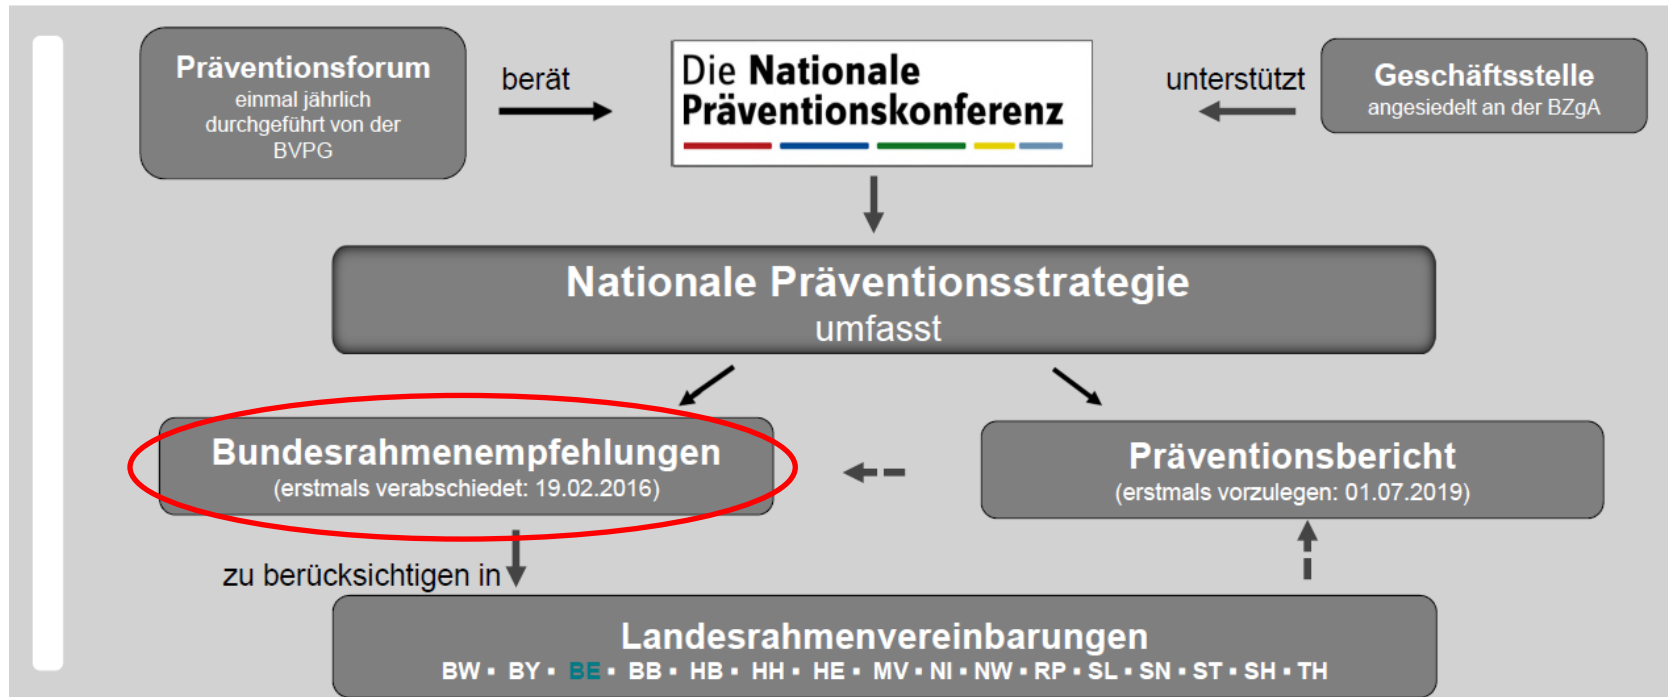 Präventionsforum
einmal jährlich
durchgeführt von der
BVPG
berät
Die Nationale
Präventionskonferenz
unterstützt
Geschäftsstelle
angesiedelt an der BZgA
Nationale Präventionsstrategie
umfasst
Bundesrahmenempfehlungen
(erstmals verabschiedet: 19.02.2016)
Präventionsbericht
(erstmals vorzulegen: 01.07.2019)
zu berücksichtigen in
Landesrahmenvereinbarungen
BW ▪ BY ▪ BE ▪ BB ▪ HB ▪ HH ▪ HE ▪ MV ▪ NI ▪ NW ▪ RP ▪ SL ▪ SN ▪ ST ▪ SH ▪ TH